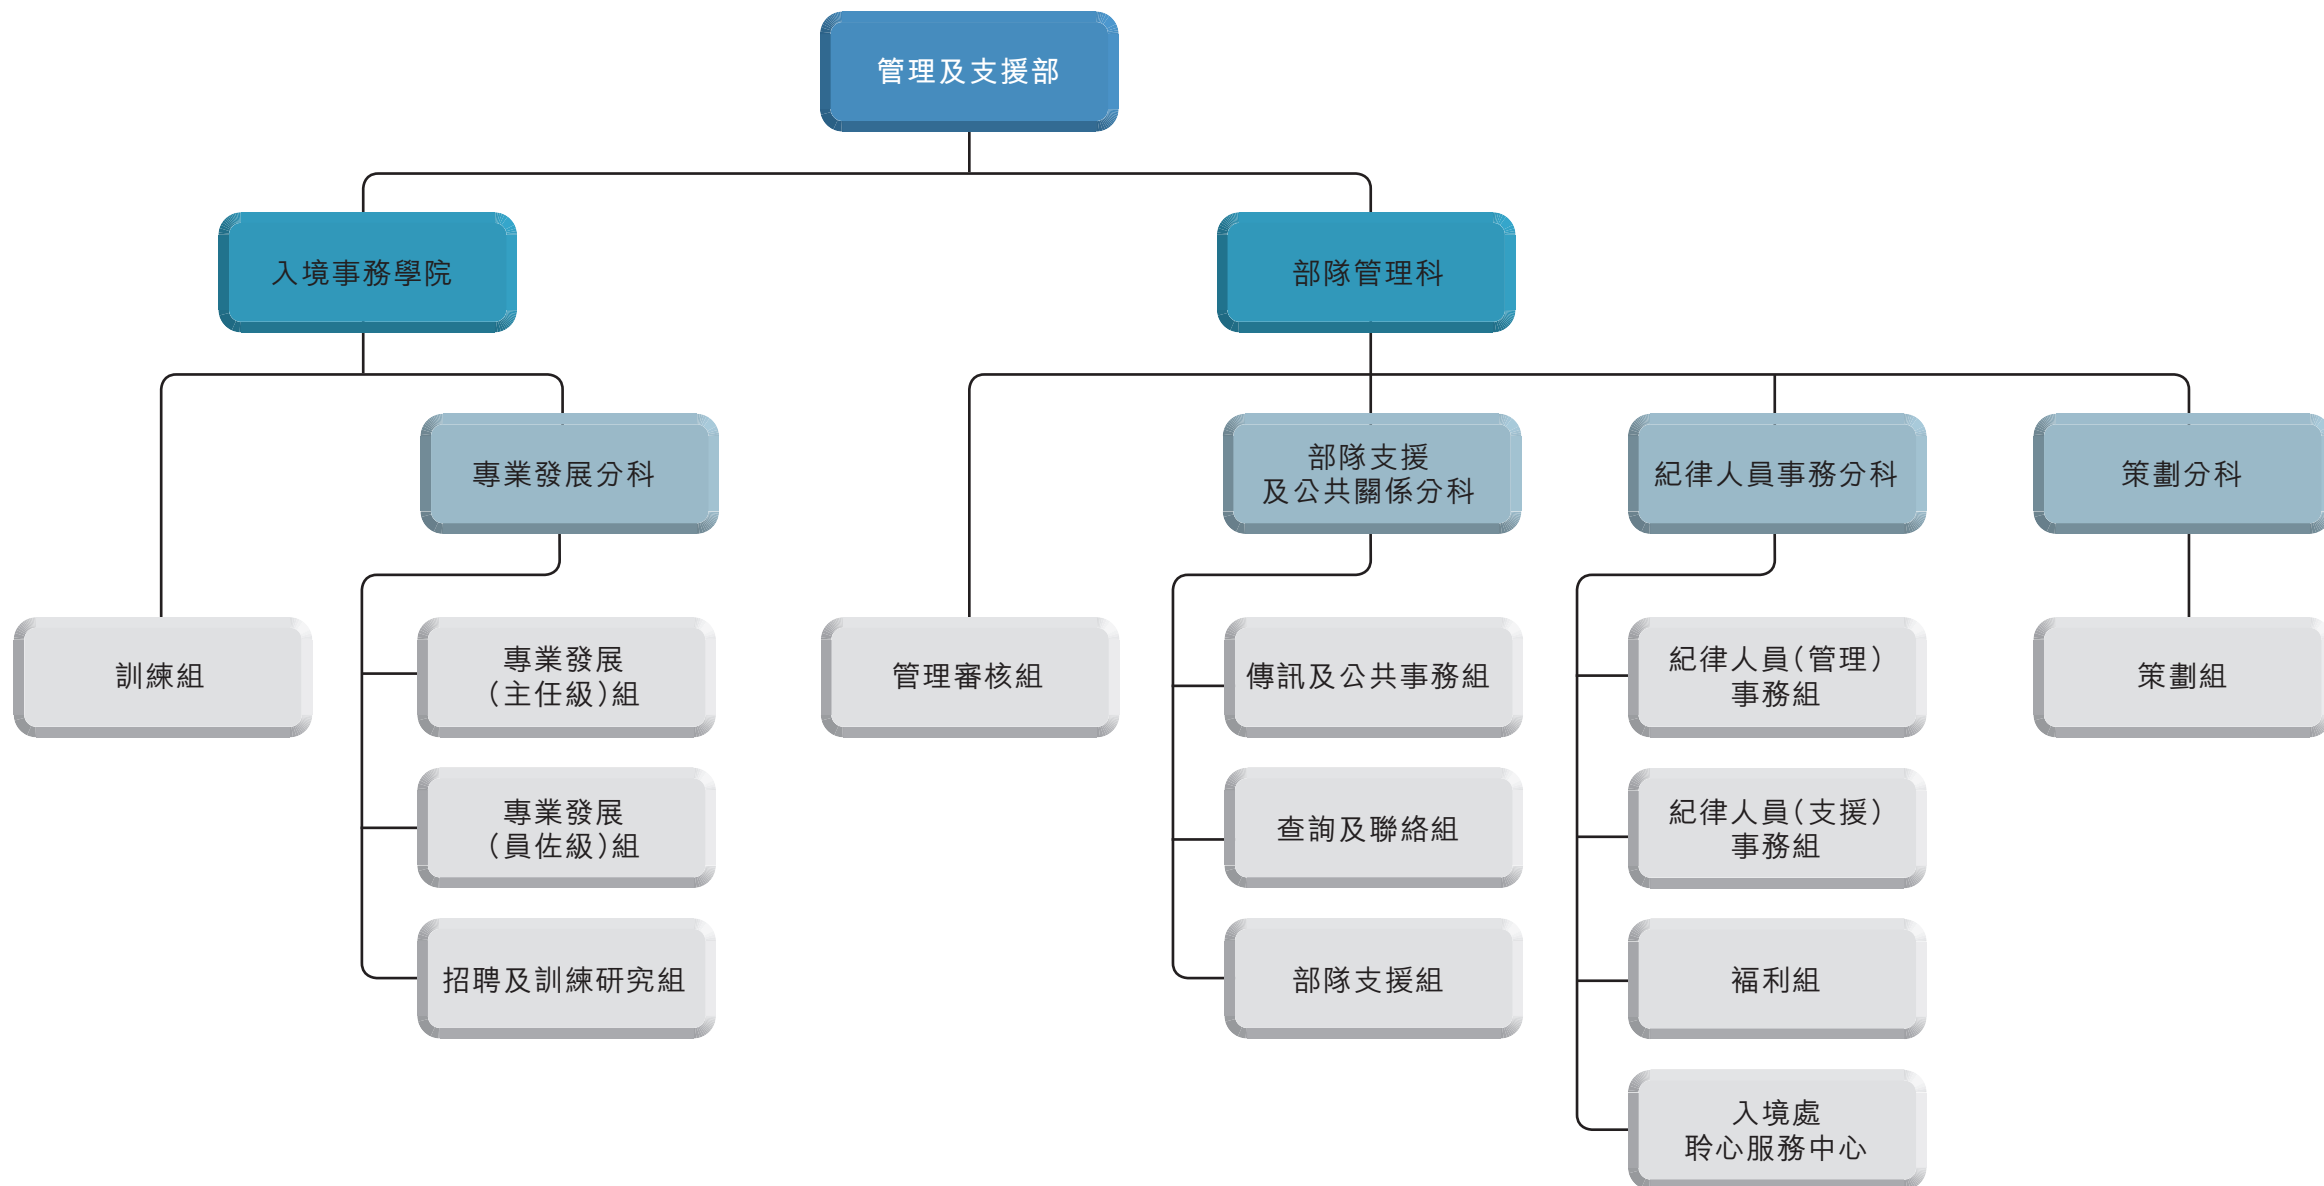 管理及支援部
入境事務學院
部隊管理科
專業發展分科
部隊支援
及公共關係分科
紀律人員事務分科
策劃分科
訓練組
專業發展
（主任級）組
管理審核組
傳訊及公共事務組
紀律人員（管理）
事務組
策劃組
專業發展
（員佐級）組
查詢及聯絡組
紀律人員（支援）
事務組
招聘及訓練研究組
部隊支援組
福利組
入境處
聆心服務中心